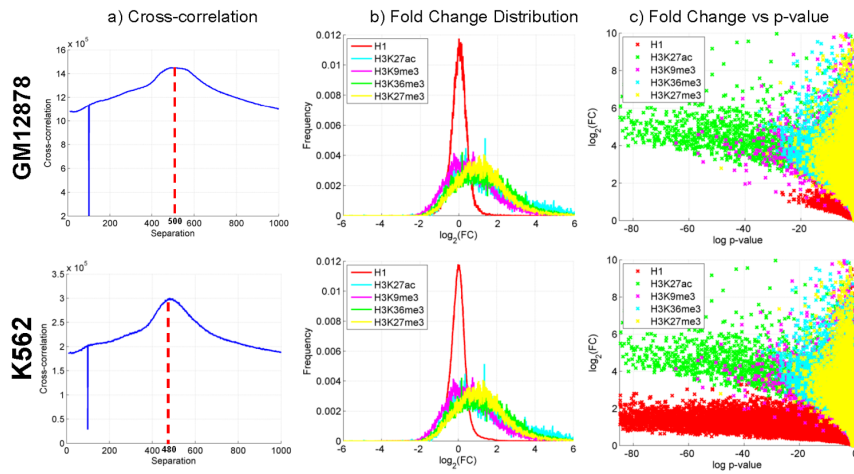 a) Cross-correlation
b) Fold Change Distribution
c) Fold Change vs p-value
GM12878
x 10^5
16
14
12
10
8
6
4
2
Cross-correlation
0
200
400
500
600
800
1000
Separation
0.012
0.01
0.008
0.006
0.004
0.002
0
Frequency
H1
H3K27ac
H3K9me3
H3K36me3
H3K27me3
-6
-4
-2
0
2
4
6
log2(FC)
10
8
6
4
2
0
log2(FC)
H1
H3K27ac
H3K9me3
H3K36me3
H3K27me3
-80
-60
-40
-20
log p-value
K562
x 10^5
3.5
3
2.5
2
1.5
1
0.5
0
Cross-correlation
0
200
400
480
600
800
1000
Separation
0.012
0.01
0.008
0.006
0.004
0.002
0
Frequency
H1
H3K27ac
H3K9me3
H3K36me3
H3K27me3
-6
-4
-2
0
2
4
6
log2(FC)
10
8
6
4
2
0
log2(FC)
H1
H3K27ac
H3K9me3
H3K36me3
H3K27me3
-80
-60
-40
-20
log p-value